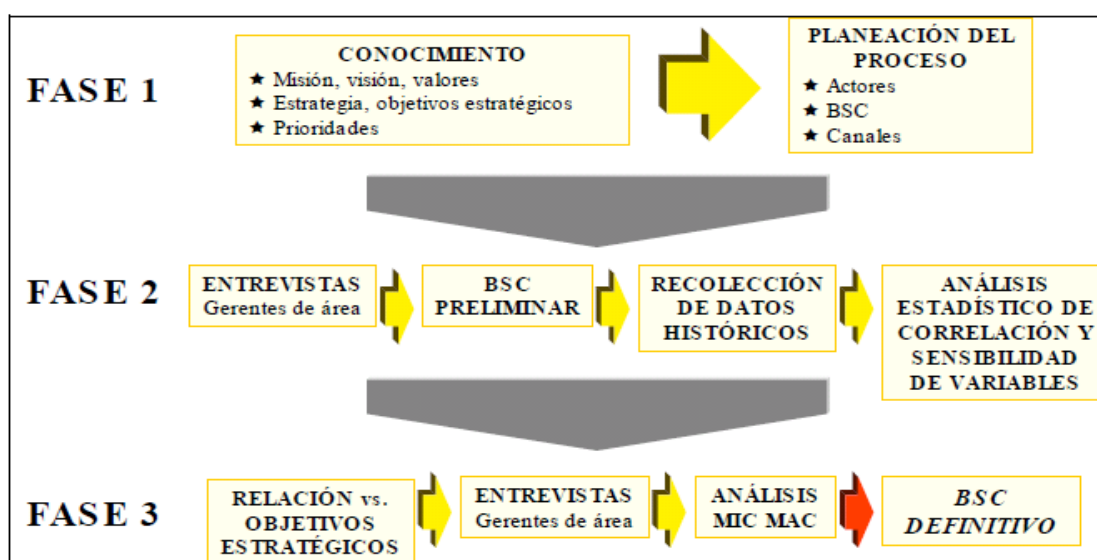 FASE 1
CONOCIMIENTO
★ Misión, visión, valores
★ Estrategia, objetivos estratégicos
★ Prioridades
PLANEACIÓN DEL
PROCESO
★ Actores
★ BSC
★ Canales
FASE 2
ENTREVISTAS
Gerentes de área
BSC
PRELIMINAR
RECOLECCIÓN
DE DATOS
HISTÓRICOS
ANÁLISIS
ESTADÍSTICO DE
CORRELACIÓN Y
SENSIBILIDAD
DE VARIABLES
FASE 3
RELACIÓN vs.
OBJETIVOS
ESTRATÉGICOS
ENTREVISTAS
Gerentes de área
ANÁLISIS
MIC MAC
BSC
DEFINITIVO